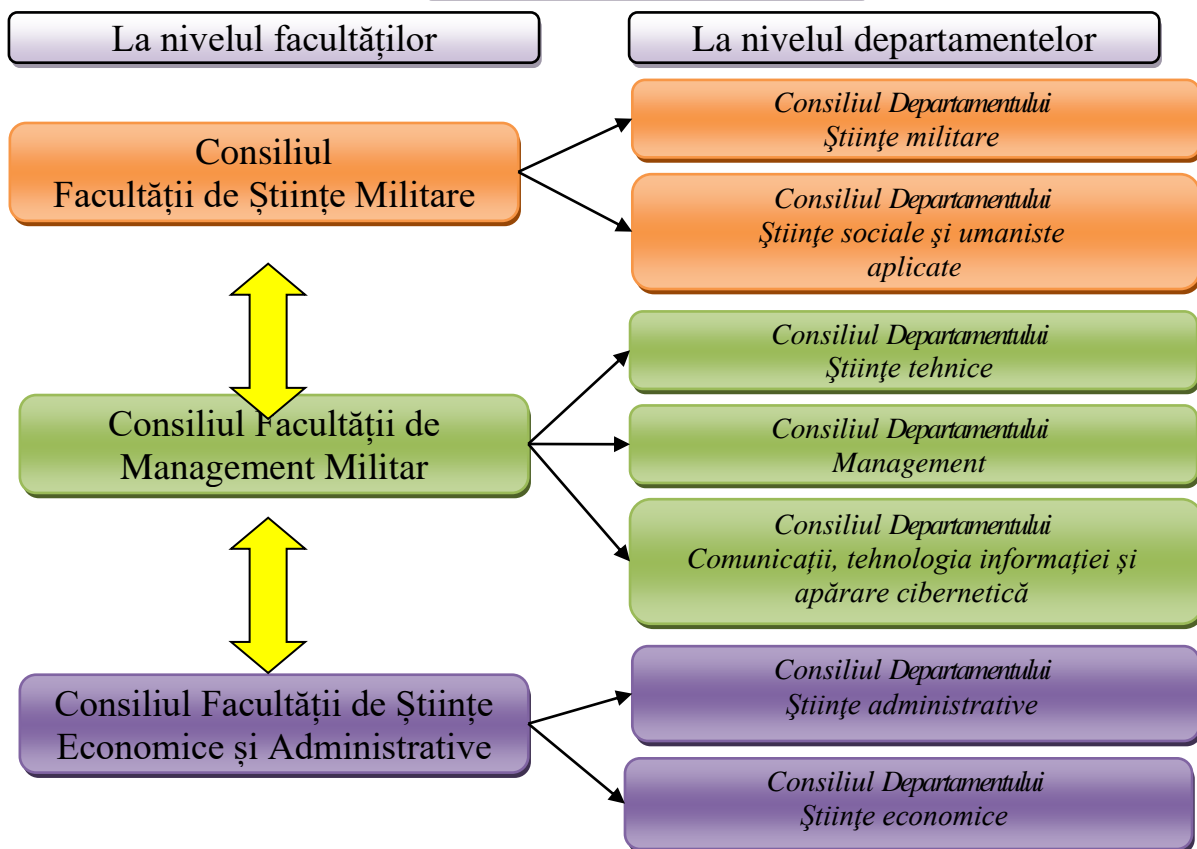 La nivelul facultăților
La nivelul departamentelor
Consiliul
Facultății de Științe Militare
Consiliul Departamentului
Ştiinţe militare
Consiliul Departamentului
Ştiinţe sociale şi umaniste
aplicate
Consiliul Facultății de
Management Militar
Consiliul Departamentului
Ştiinţe tehnice
Consiliul Departamentului
Management
Consiliul Departamentului
Comunicații, tehnologia informației și
apărare cibernetică
Consiliul Facultății de Științe
Economice și Administrative
Consiliul Departamentului
Ştiinţe administrative
Consiliul Departamentului
Ştiinţe economice